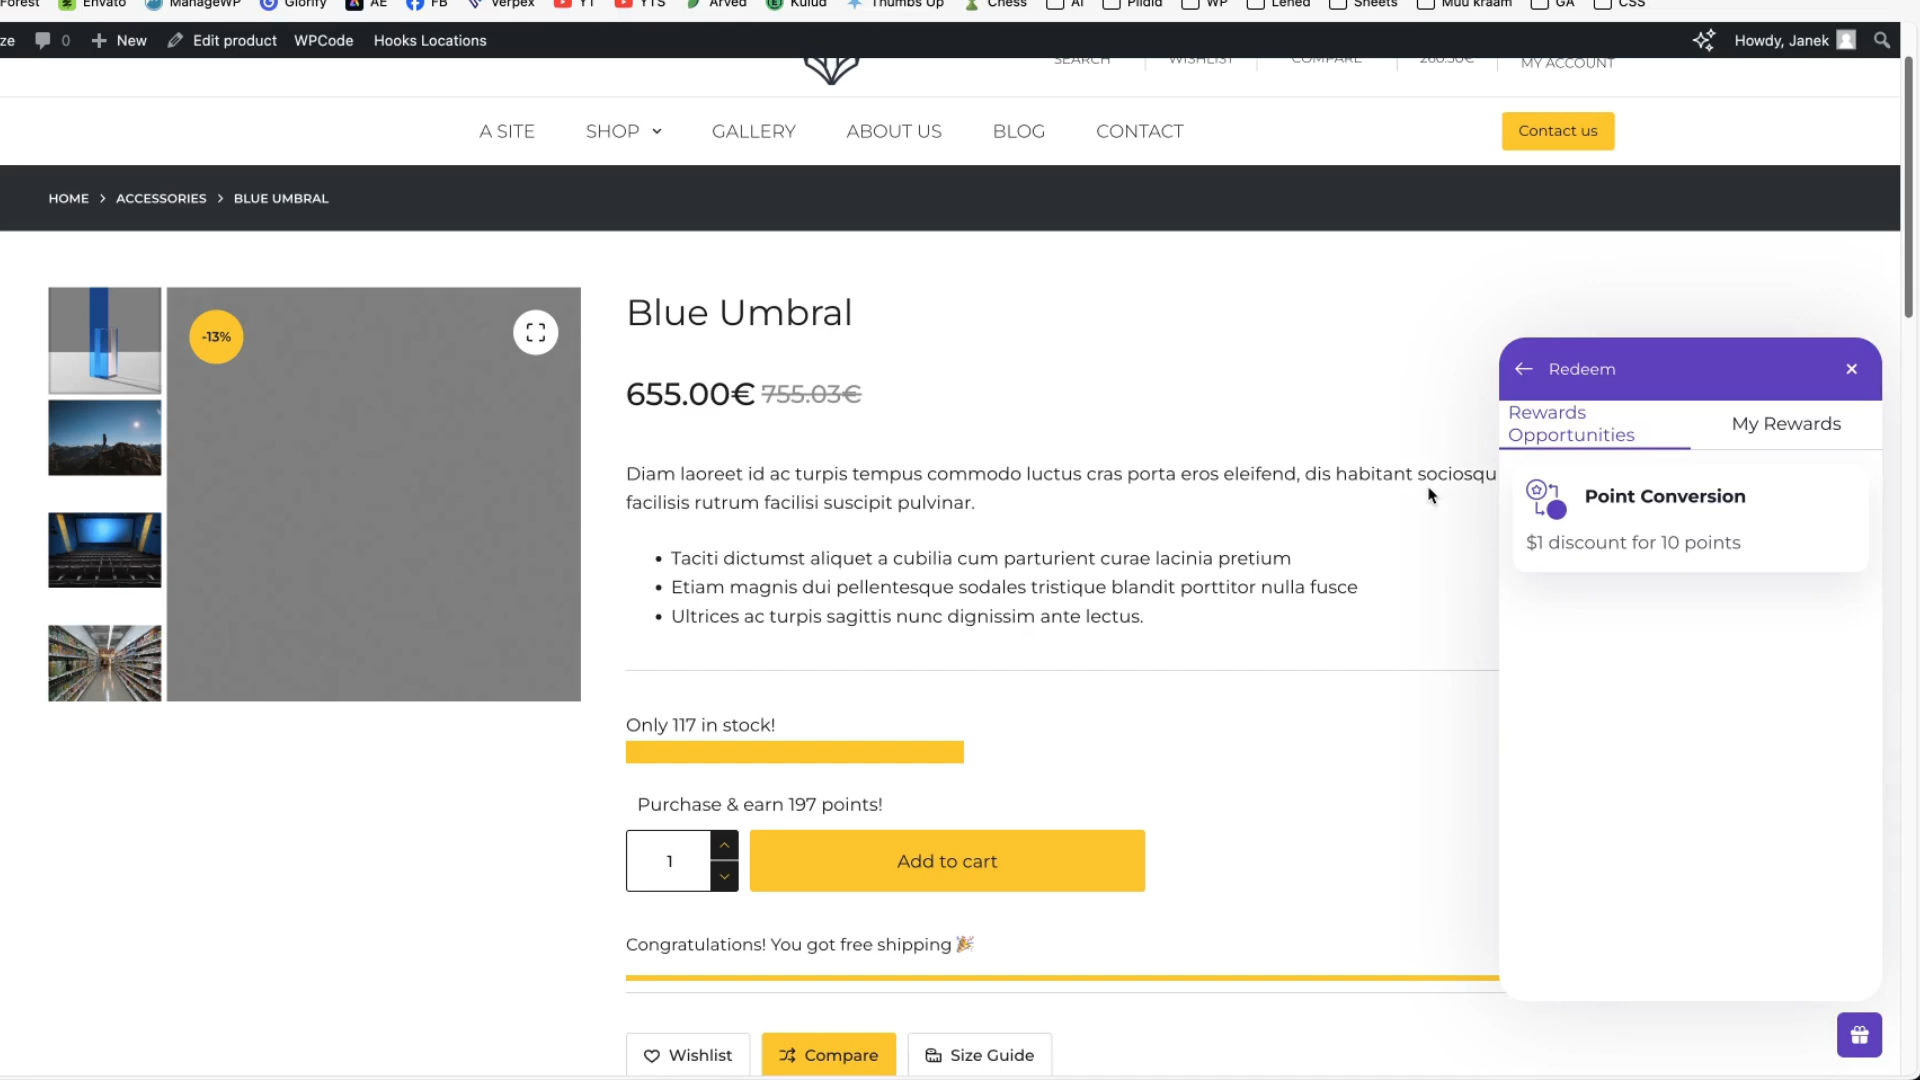 Forest Envato ManageWP Glorify AE FB Verpex YT YTS Arved Kulud Thumbs Up Chess AI Pildid WP Lehed Sheets Muu kraam GA CSS
ze 0 New Edit product WPCode Hooks Locations Howdy, Janek
SEARCH WISHLIST COMPARE 260.50€ MY ACCOUNT
A SITE SHOP GALLERY ABOUT US BLOG CONTACT Contact us
HOME > ACCESSORIES > BLUE UMBRAL
-13%
Blue Umbral
655.00€ 755.03€
Diam laoreet id ac turpis tempus commodo luctus cras porta eros eleifend, dis habitant sociosqu
facilisis rutrum facilisi suscipit pulvinar.
• Taciti dictumst aliquet a cubilia cum parturient curae lacinia pretium
• Etiam magnis dui pellentesque sodales tristique blandit porttitor nulla fusce
• Ultrices ac turpis sagittis nunc dignissim ante lectus.
Only 117 in stock!
Purchase & earn 197 points!
1 Add to cart
Congratulations! You got free shipping 🎉
Wishlist Compare Size Guide
Redeem
Rewards
Opportunities
My Rewards
Point Conversion
$1 discount for 10 points